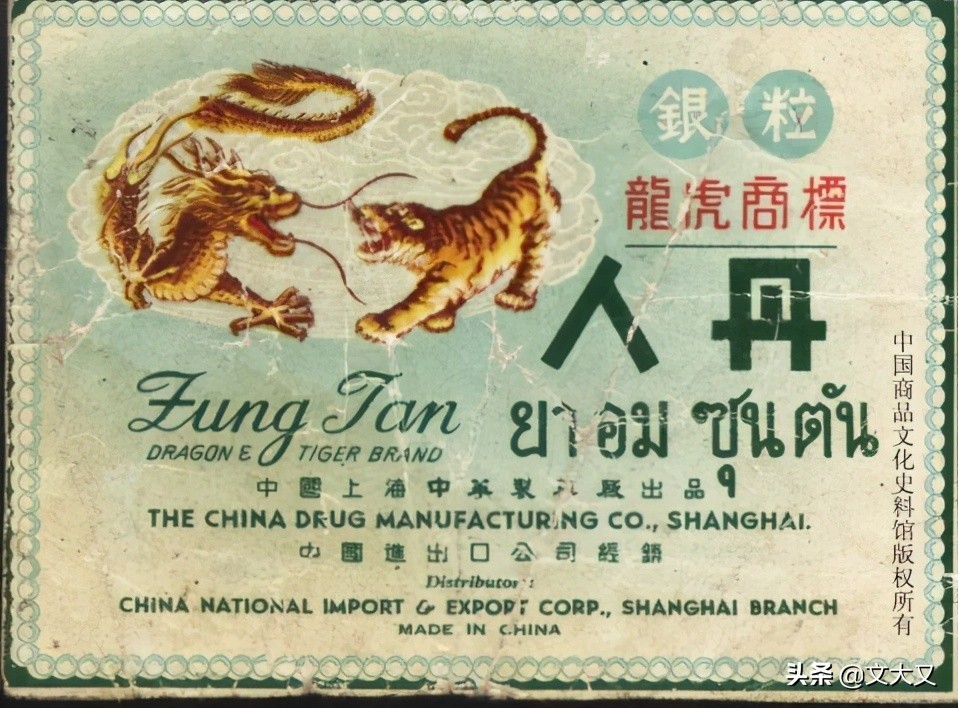 銀粒
龍虎商標
人丹
Zung Tan
DRAGON & TIGER BRAND
ยาอม ซุนตัน
中國上海中華製藥廠出品
THE CHINA DRUG MANUFACTURING CO., SHANGHAI.
中國進出口公司經銷
Distributor:
CHINA NATIONAL IMPORT & EXPORT CORP., SHANGHAI BRANCH
MADE IN CHINA
中国商品文化史料馆版权所有
头条 @文大又